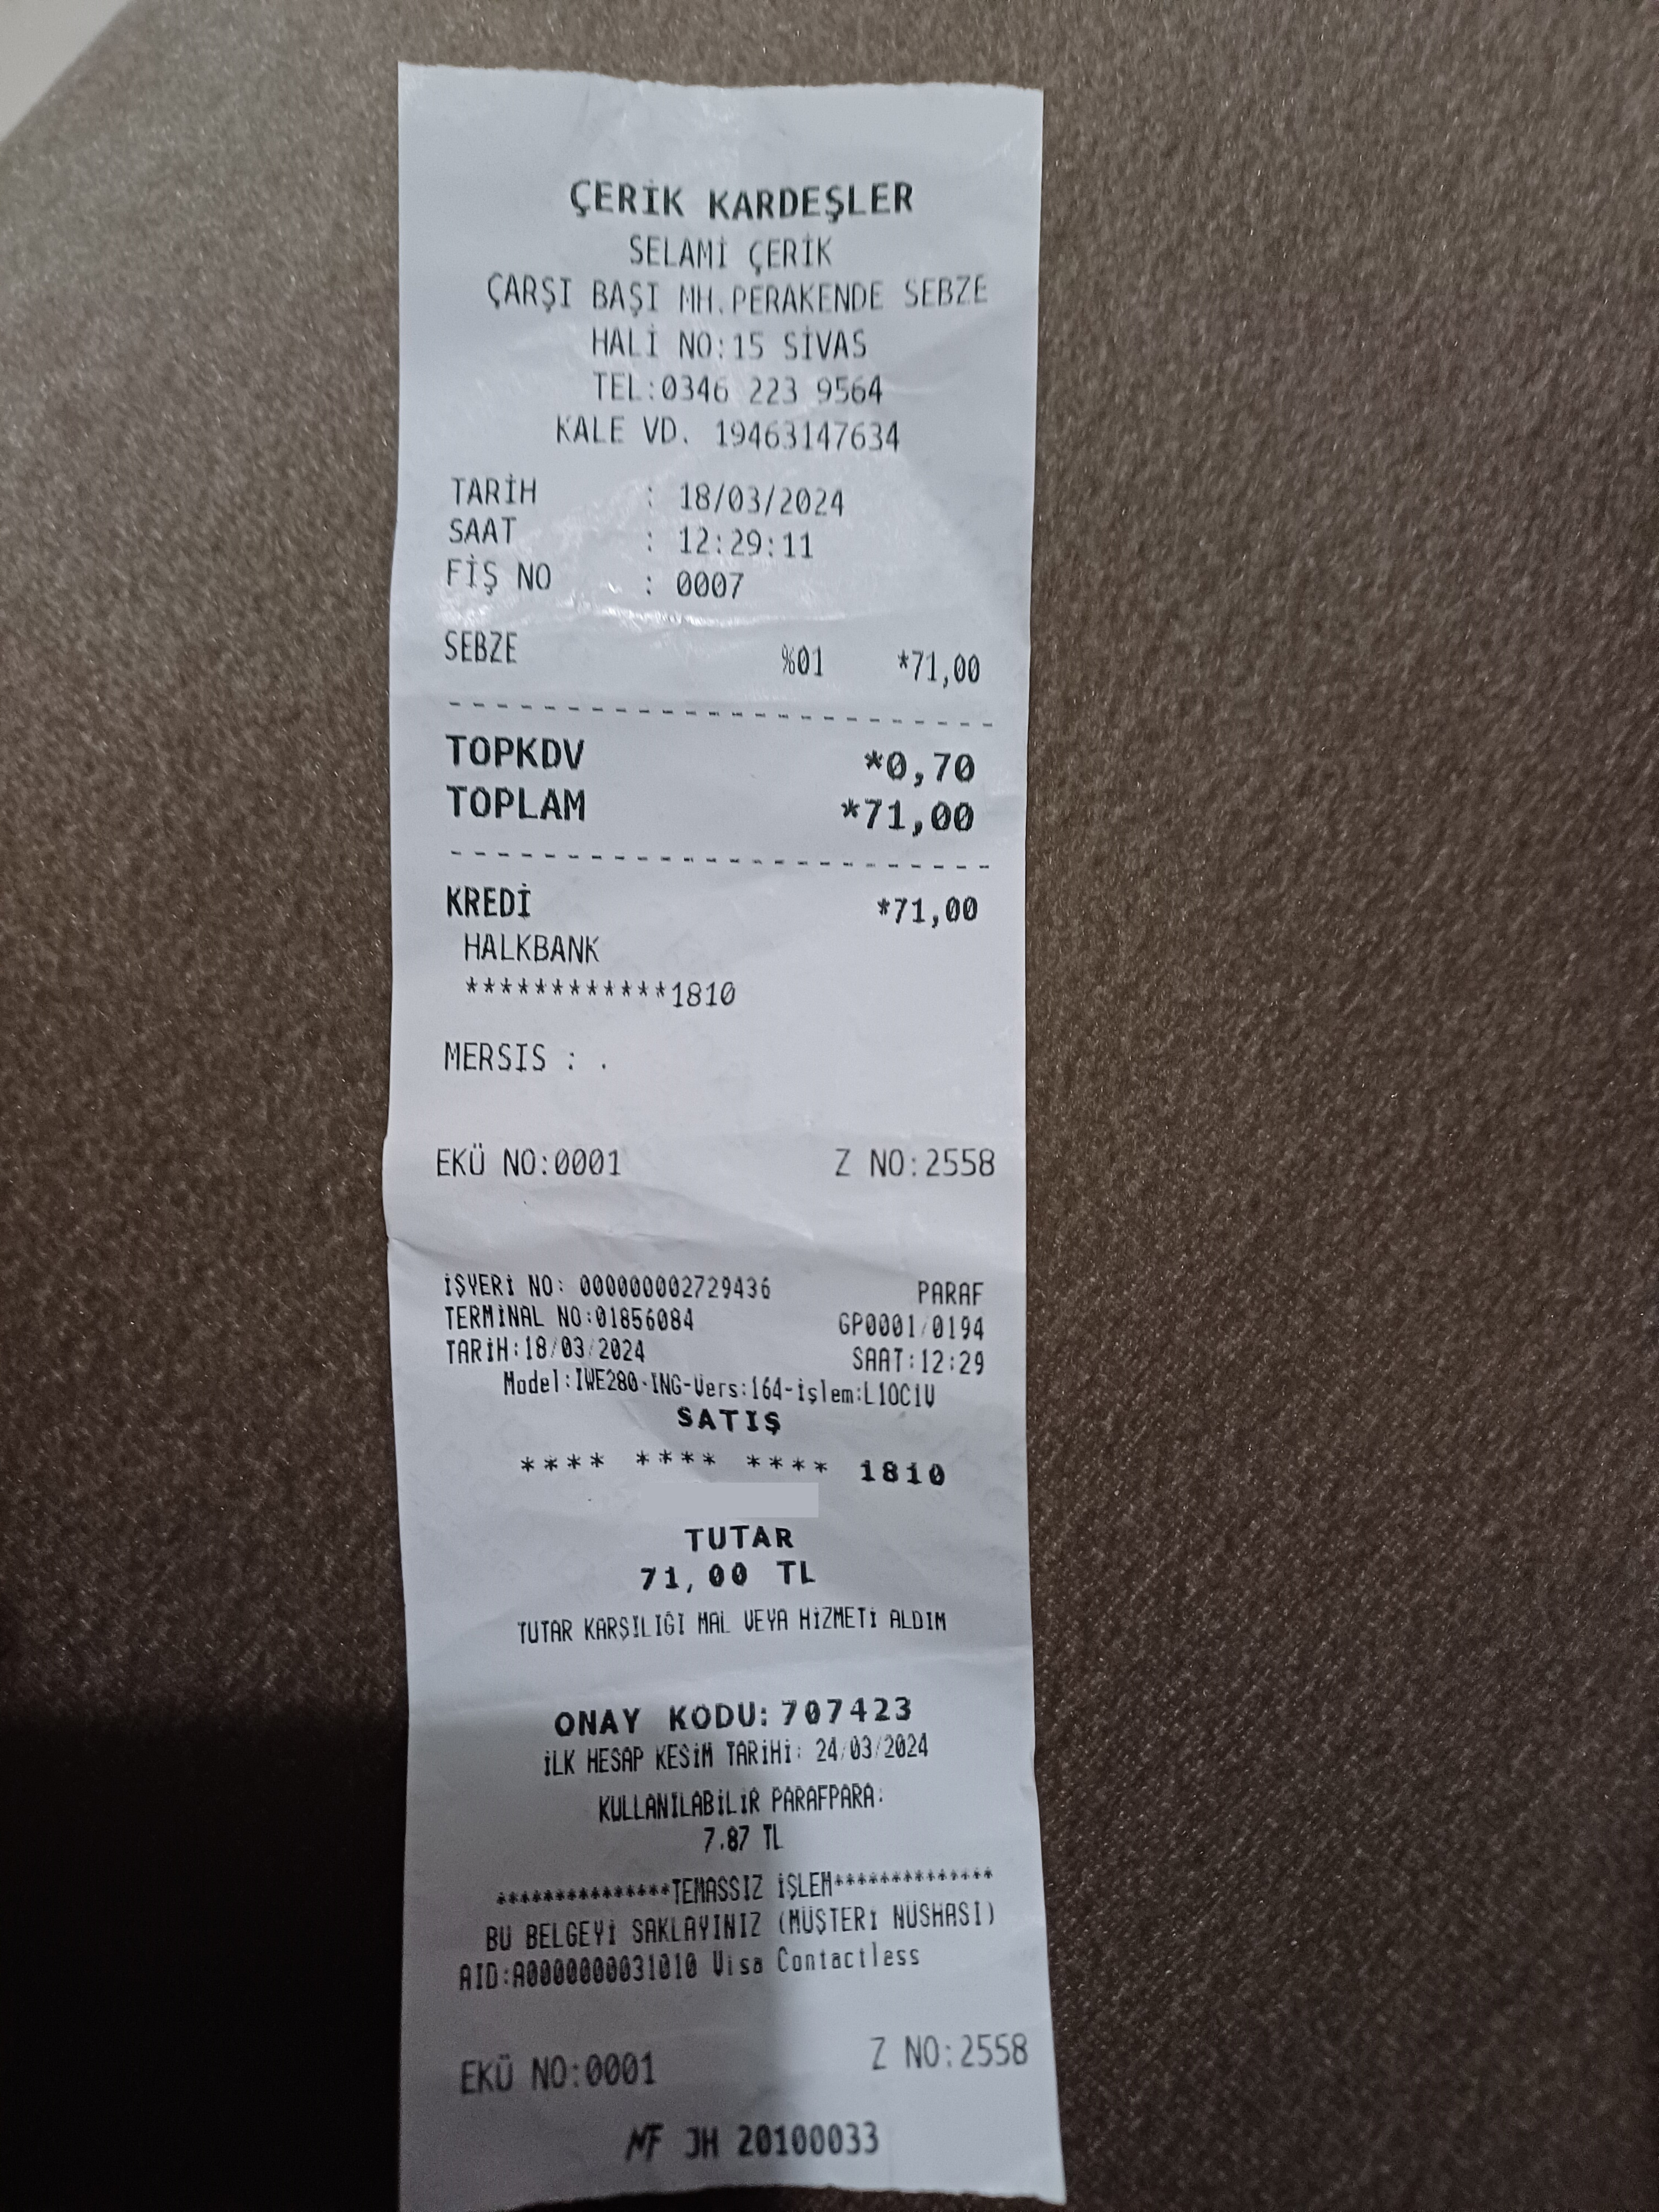 ÇERİK KARDEŞLER
SELAMİ ÇERİK
ÇARŞI BAŞI MH.PERAKENDE SEBZE
HALİ NO:15 SİVAS
TEL:0346 223 9564
KALE VD. 19463147634
TARİH : 18/03/2024
SAAT : 12:29:11
FİŞ NO : 0007
SEBZE %01 *71,00
TOPKDV *0,70
TOPLAM *71,00
KREDİ *71,00
HALKBANK
************1810
MERSIS : .
EKÜ NO:0001 Z NO:2558
İŞYERİ NO: 000000002729436 PARAF
TERMİNAL NO:01856084 GP0001/0194
TARİH:18/03/2024 SAAT:12:29
Model:IWE280-ING-Vers:164-İşlem:L10C1V
SATIŞ
**** **** **** 1810
TUTAR
71,00 TL
TUTAR KARŞILIĞI MAL VEYA HİZMETİ ALDIM
ONAY KODU:707423
İLK HESAP KESİM TARİHİ: 24/03/2024
KULLANILABİLİR PARAFPARA:
7.87 TL
***************TEMASSIZ İŞLEM**************
BU BELGEYİ SAKLAYINIZ (MÜŞTERİ NÜSHASI)
AID:A0000000031010 Visa Contactless
EKÜ NO:0001 Z NO:2558
MF JH 20100033